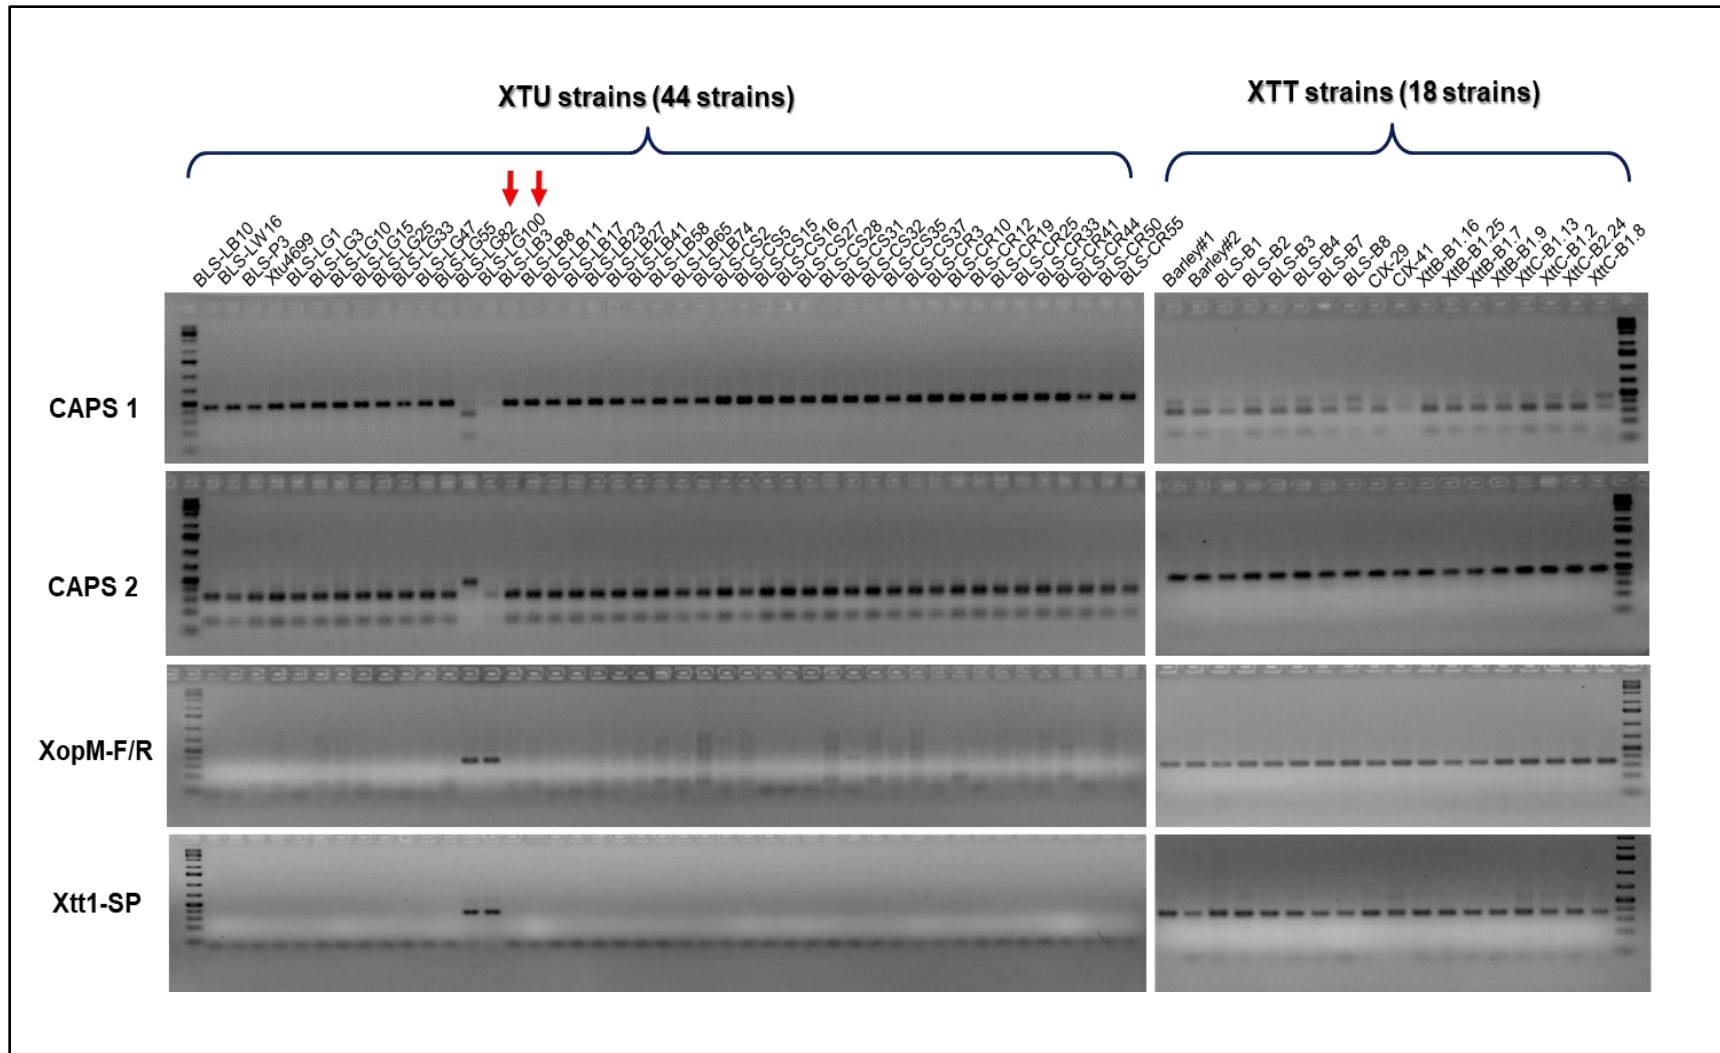 XTU strains (44 strains)
XTT strains (18 strains)
BLS-LB10
BLS-LW16
BLS-P3
Xtu4699
BLS-LG1
BLS-LG3
BLS-LG10
BLS-LG15
BLS-LG25
BLS-LG33
BLS-LG47
BLS-LG55
BLS-LG82
BLS-LG100
BLS-LB3
BLS-LB8
BLS-LB11
BLS-LB17
BLS-LB23
BLS-LB27
BLS-LB41
BLS-LB58
BLS-LB65
BLS-LB74
BLS-CS2
BLS-CS5
BLS-CS15
BLS-CS16
BLS-CS27
BLS-CS28
BLS-CS31
BLS-CS32
BLS-CS35
BLS-CS37
BLS-CR3
BLS-CR10
BLS-CR12
BLS-CR19
BLS-CR25
BLS-CR33
BLS-CR41
BLS-CR44
BLS-CR50
BLS-CR55
Barley#1
Barley#2
BLS-B1
BLS-B2
BLS-B3
BLS-B4
BLS-B7
BLS-B8
CIX-29
CIX-41
XttB-B1.16
XttB-B1.25
XttB-B1.7
XttB-B1.9
XttC-B1.13
XttC-B1.2
XttC-B2.24
XttC-B1.8
CAPS 1
CAPS 2
XopM-F/R
Xtt1-SP